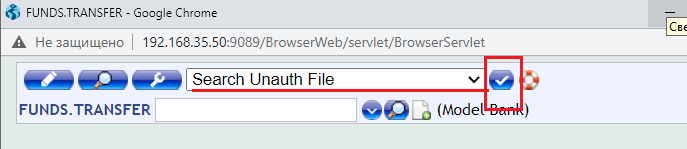 FUNDS.TRANSFER - Google Chrome
Све
Не защищено 192.168.35.50:9089/BrowserWeb/servlet/BrowserServlet
Search Unauth File
FUNDS.TRANSFER (Model Bank)